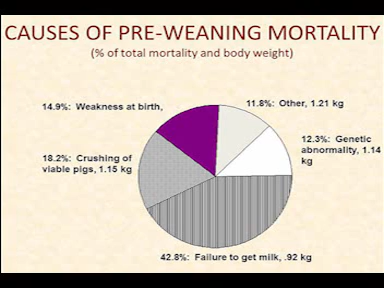 CAUSES OF PRE-WEANING MORTALITY
(% of total mortality and body weight)
14.9%: Weakness at birth,
11.8%: Other, 1.21 kg
12.3%: Genetic
abnormality, 1.14
kg
18.2%: Crushing of
viable pigs, 1.15 kg
42.8%: Failure to get milk, .92 kg